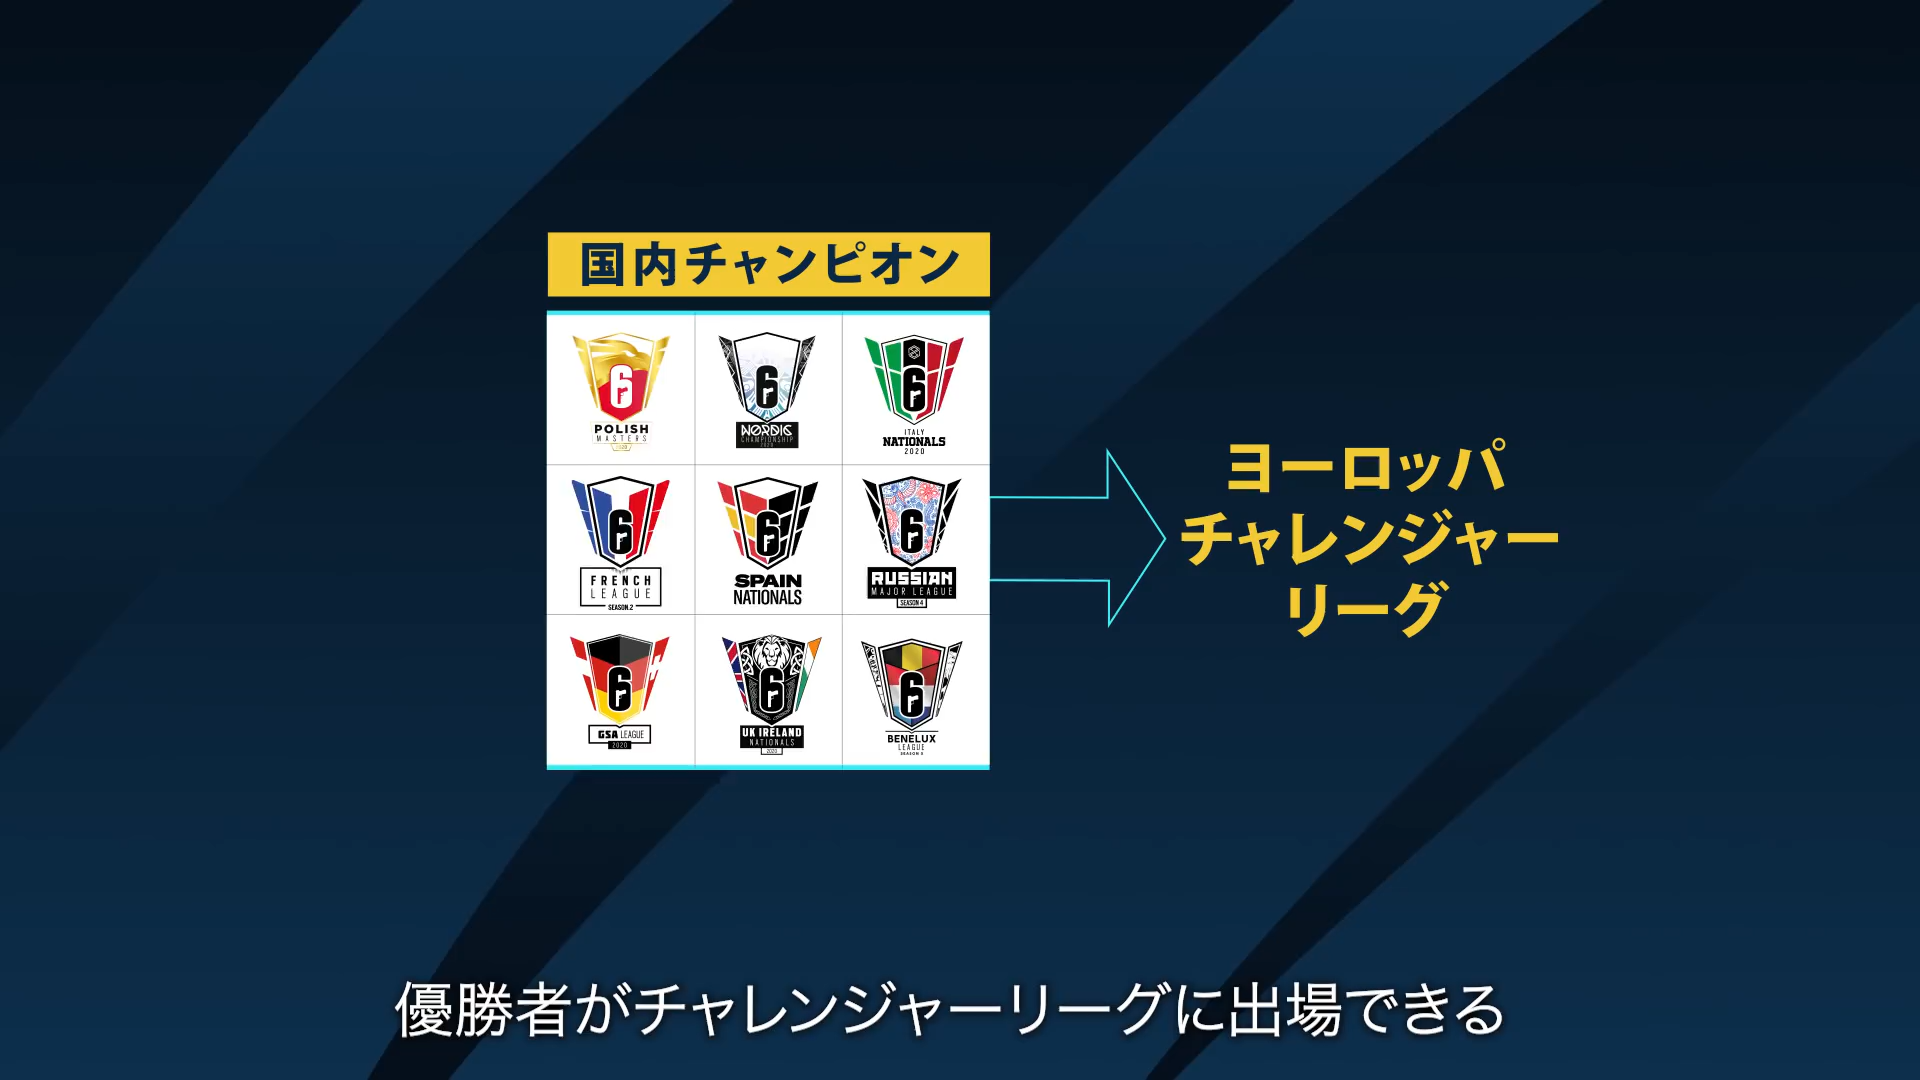 国内チャンピオン
POLISH
MASTERS
2020
NORDIC
CHAMPIONSHIP
2020
ITALY
NATIONALS
2020
FRENCH
LEAGUE
SEASON.2
SPAIN
NATIONALS
RUSSIAN
MAJOR LEAGUE
SEASON 4
GSA LEAGUE
2020
UK IRELAND
NATIONALS
2020
BENELUX
LEAGUE
ヨーロッパ
チャレンジャー
リーグ
優勝者がチャレンジャーリーグに出場できる